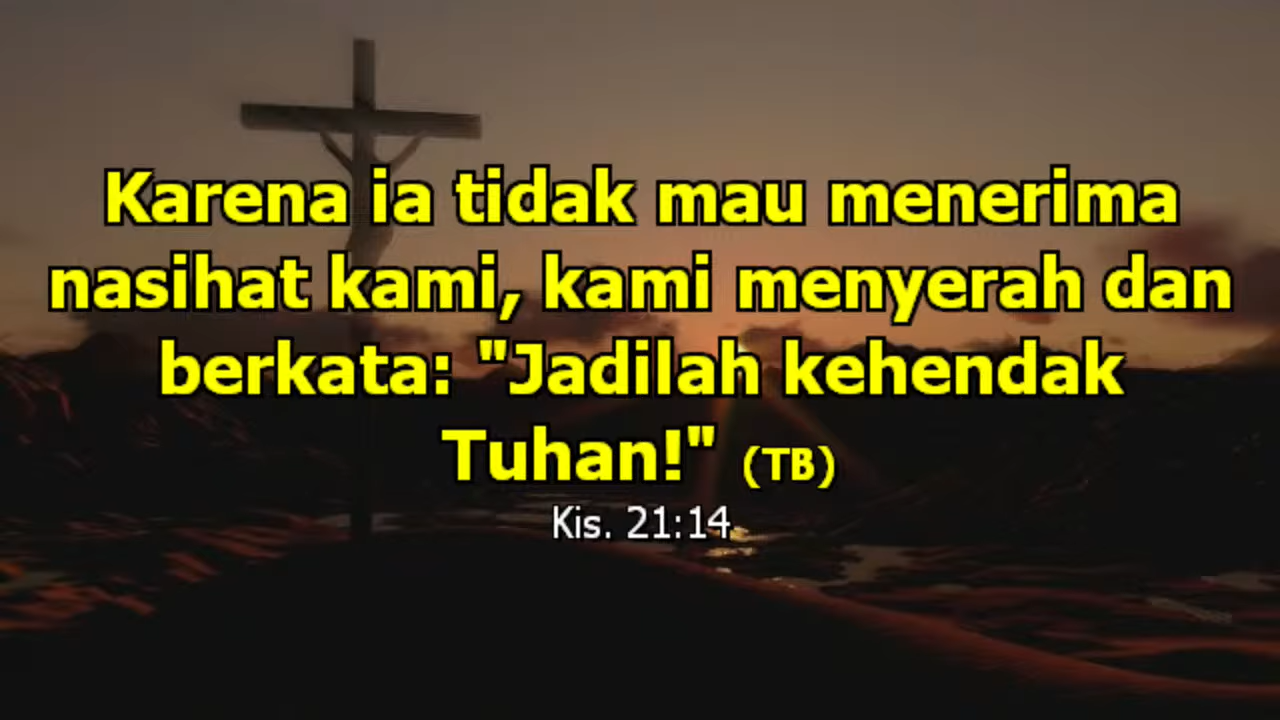 Karena ia tidak mau menerima
nasihat kami, kami menyerah dan
berkata: "Jadilah kehendak
Tuhan!" (TB)
Kis. 21:14